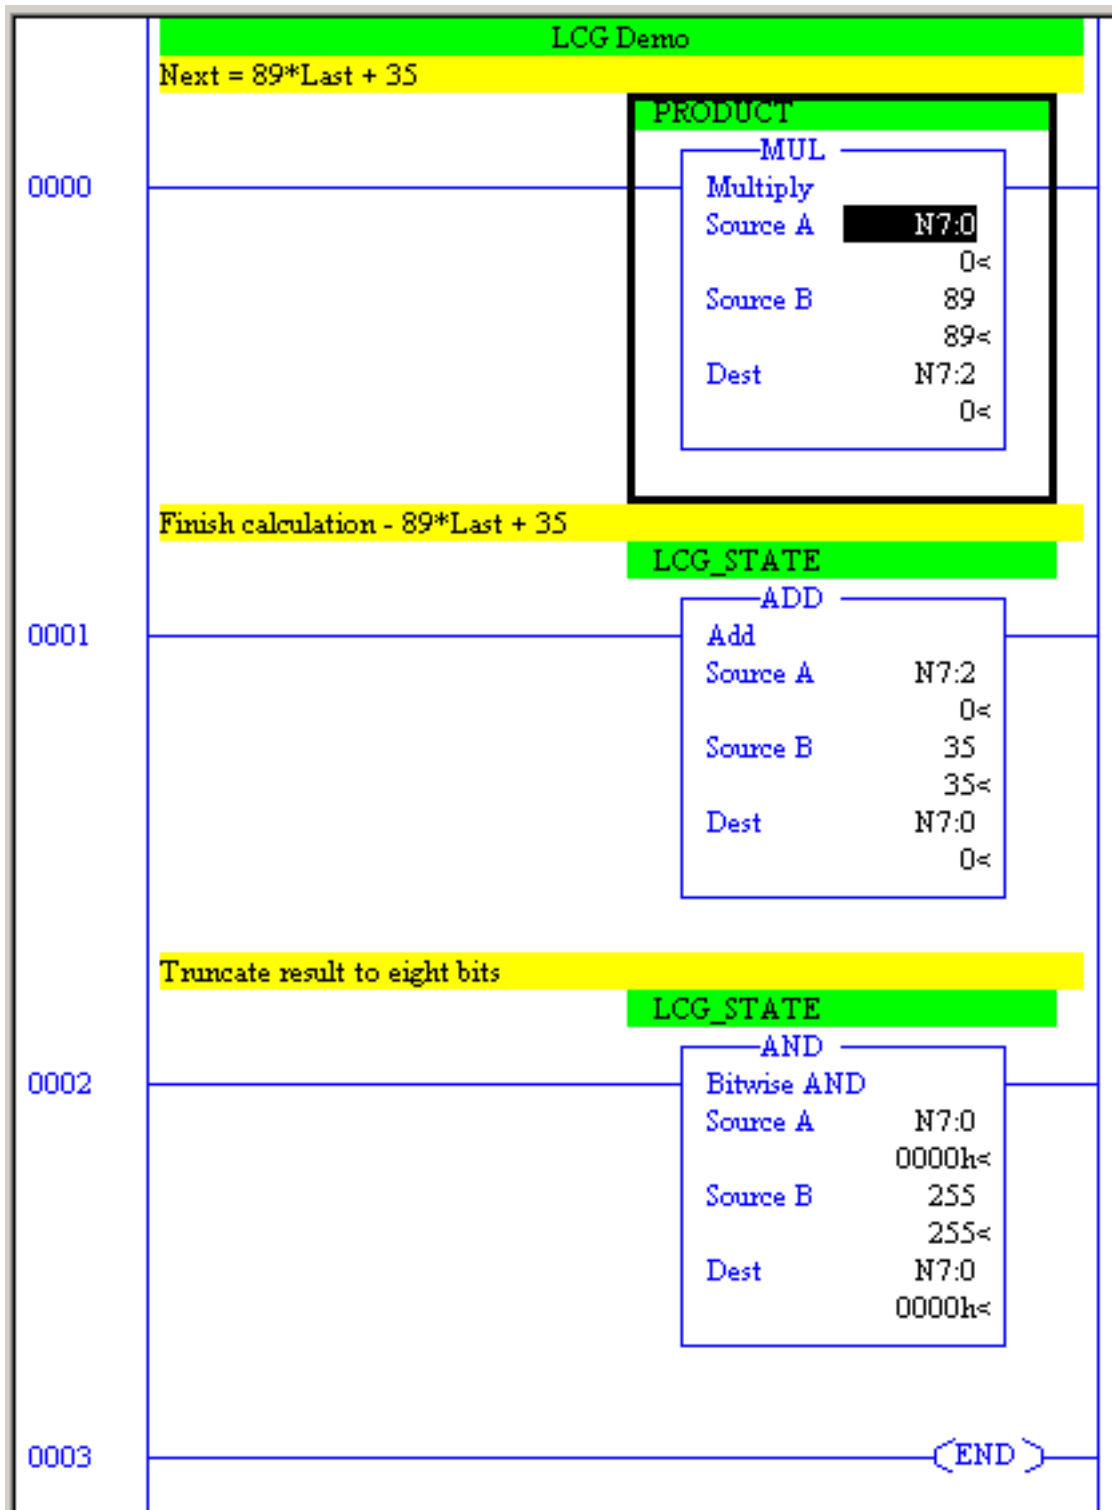 LCG Demo
Next = 89*Last + 35
PRODUCT
MUL
0000
Multiply
Source A N7:0
0<
Source B 89
89<
Dest N7:2
0<
Finish calculation - 89*Last + 35
LCG_STATE
ADD
0001
Add
Source A N7:2
0<
Source B 35
35<
Dest N7:0
0<
Truncate result to eight bits
LCG_STATE
AND
0002
Bitwise AND
Source A N7:0
0000h<
Source B 255
255<
Dest N7:0
0000h<
0003
END